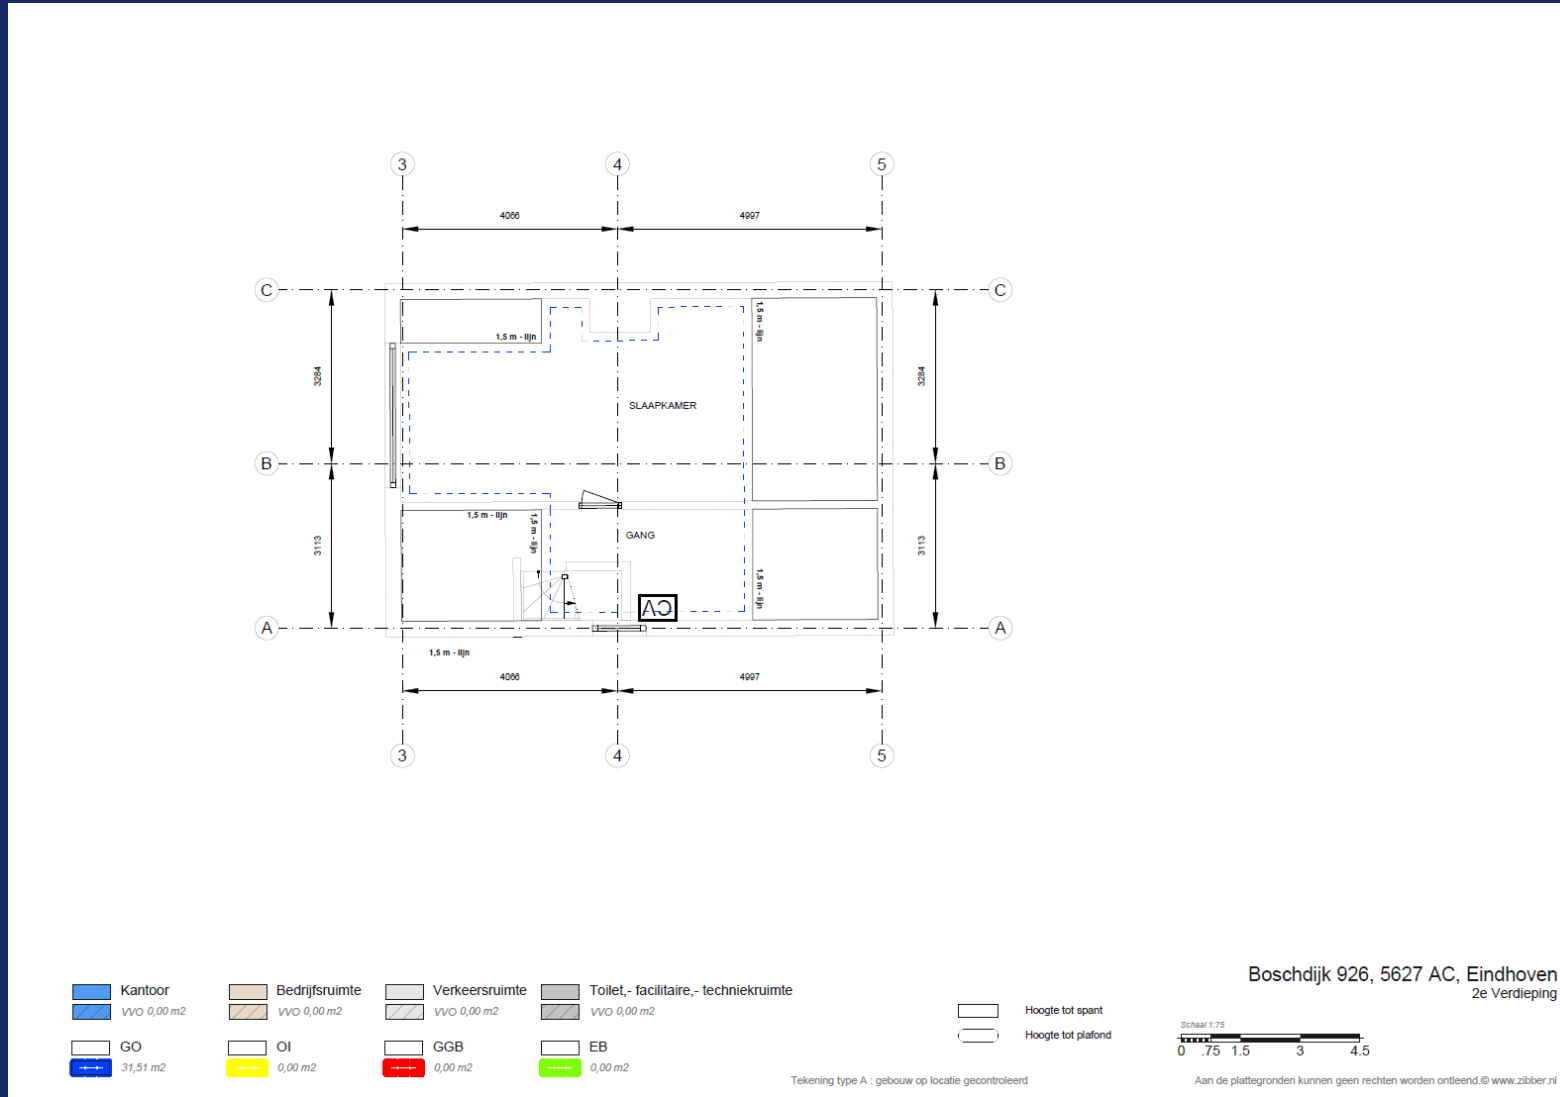 3 4 5
4066 4997
C C
1,5 m - lijn
1,5 m - lijn
3284 3284
SLAAPKAMER
B B
1,5 m - lijn
1,5 m - lijn
GANG
3113 3113
1,5 m - lijn
CV
A A
1,5 m - lijn
4066 4997
3 4 5
Boschdijk 926, 5627 AC, Eindhoven
2e Verdieping
Kantoor Bedrijfsruimte Verkeersruimte Toilet,- facilitaire,- techniekruimte
VVO 0,00 m2 VVO 0,00 m2 VVO 0,00 m2 VVO 0,00 m2
GO OI GGB EB
31,51 m2 0,00 m2 0,00 m2 0,00 m2
Hoogte tot spant
Hoogte tot plafond
Schaal 1:75
0 .75 1.5 3 4.5
Tekening type A : gebouw op locatie gecontroleerd
Aan de plattegronden kunnen geen rechten worden ontleend.© www.zibber.nl